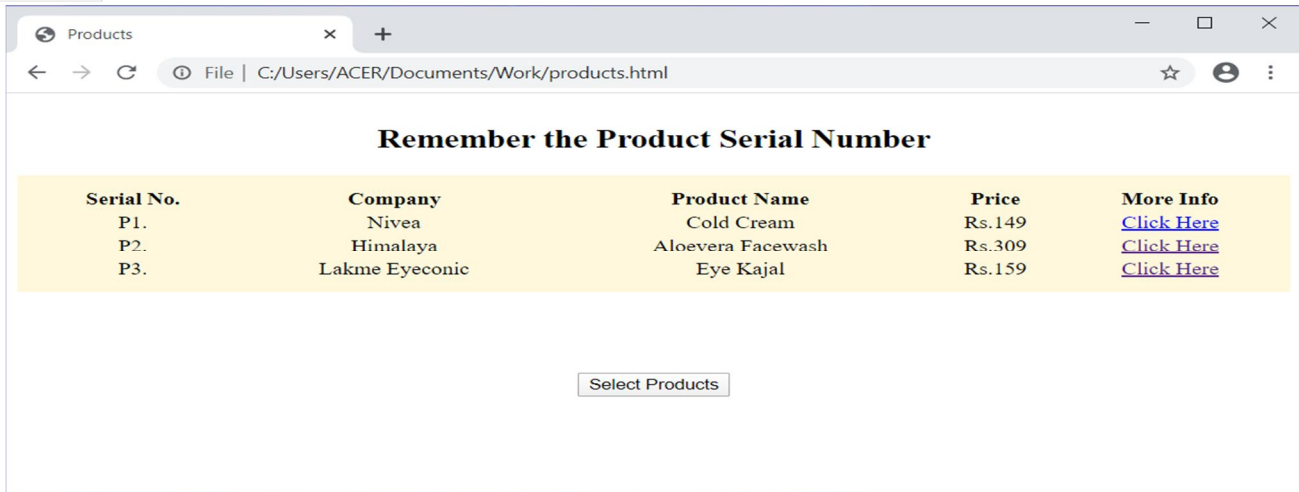 Products
File | C:/Users/ACER/Documents/Work/products.html
Remember the Product Serial Number
Serial No. Company Product Name Price More Info
P1. Nivea Cold Cream Rs.149 Click Here
P2. Himalaya Aloevera Facewash Rs.309 Click Here
P3. Lakme Eyeconic Eye Kajal Rs.159 Click Here
Select Products